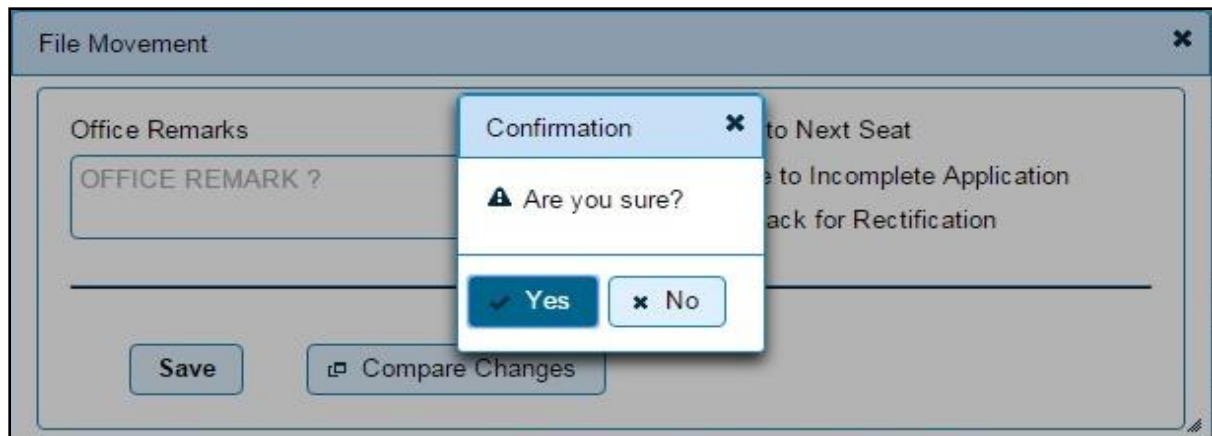 File Movement
Office Remarks
OFFICE REMARK ?
to Next Seat
to Incomplete Application
for Rectification
Confirmation
Are you sure?
Yes
No
Save
Compare Changes